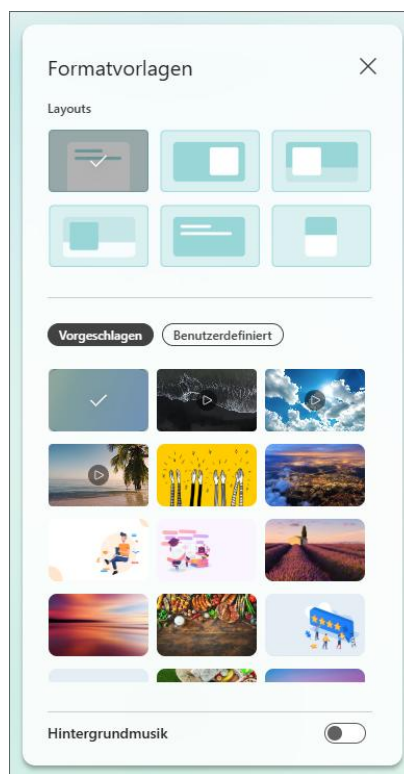 Formatvorlagen
Layouts
Vorgeschlagen
Benutzerdefiniert
Hintergrundmusik